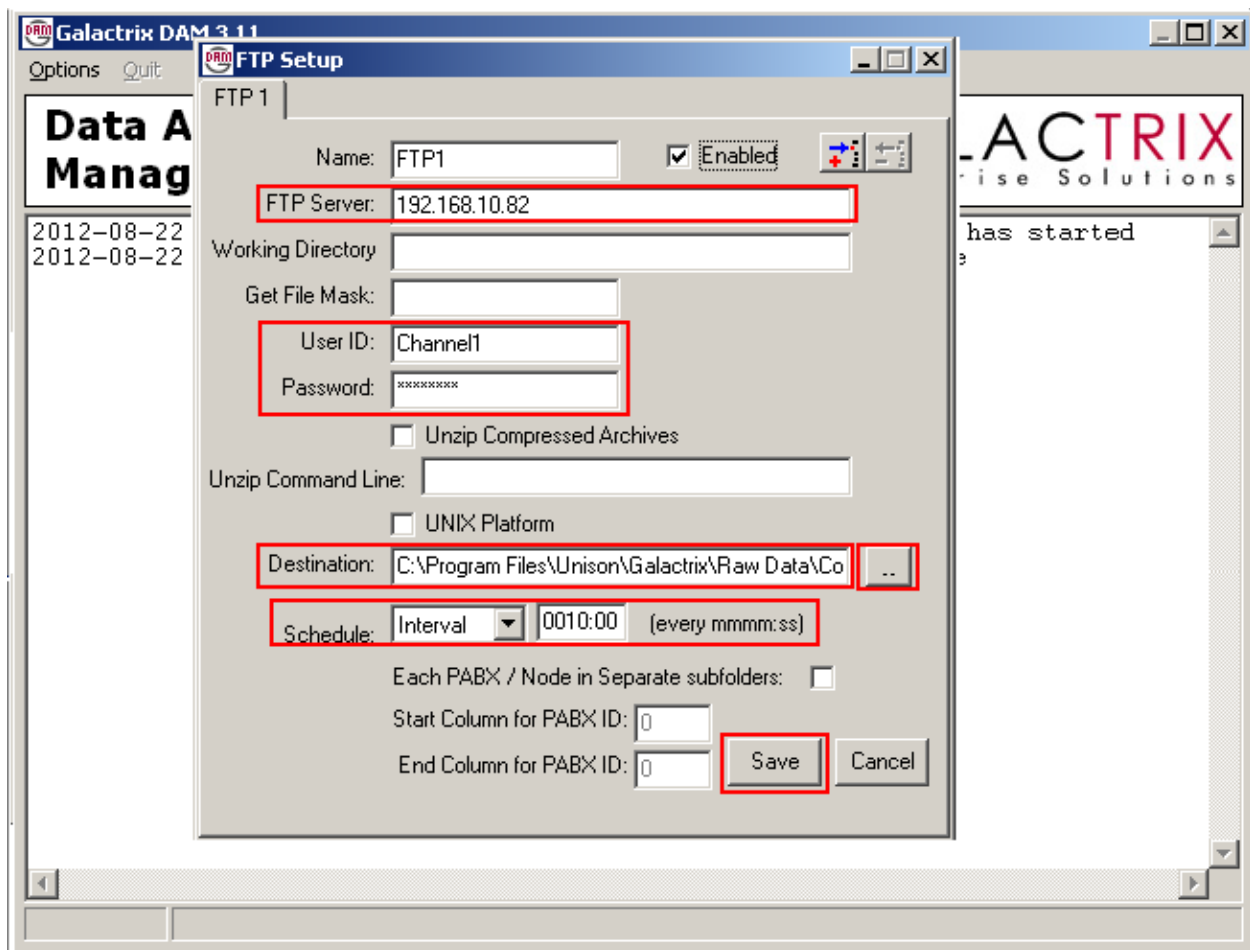 Galactrix DAM 3.11
Options Quit
Data A
Manag
LACTRIX
rise Solutions
2012-08-22 has started
2012-08-22
DAM FTP Setup
FTP 1
Name: FTP1 Enabled
FTP Server: 192.168.10.82
Working Directory
Get File Mask:
User ID: Channel1
Password: ********
Unzip Compressed Archives
Unzip Command Line:
UNIX Platform
Destination: C:\Program Files\Unison\Galactrix\Raw Data\Co ..
Schedule: Interval 0010:00 (every mmmm:ss)
Each PABX / Node in Separate subfolders:
Start Column for PABX ID: 0
End Column for PABX ID: 0
Save Cancel